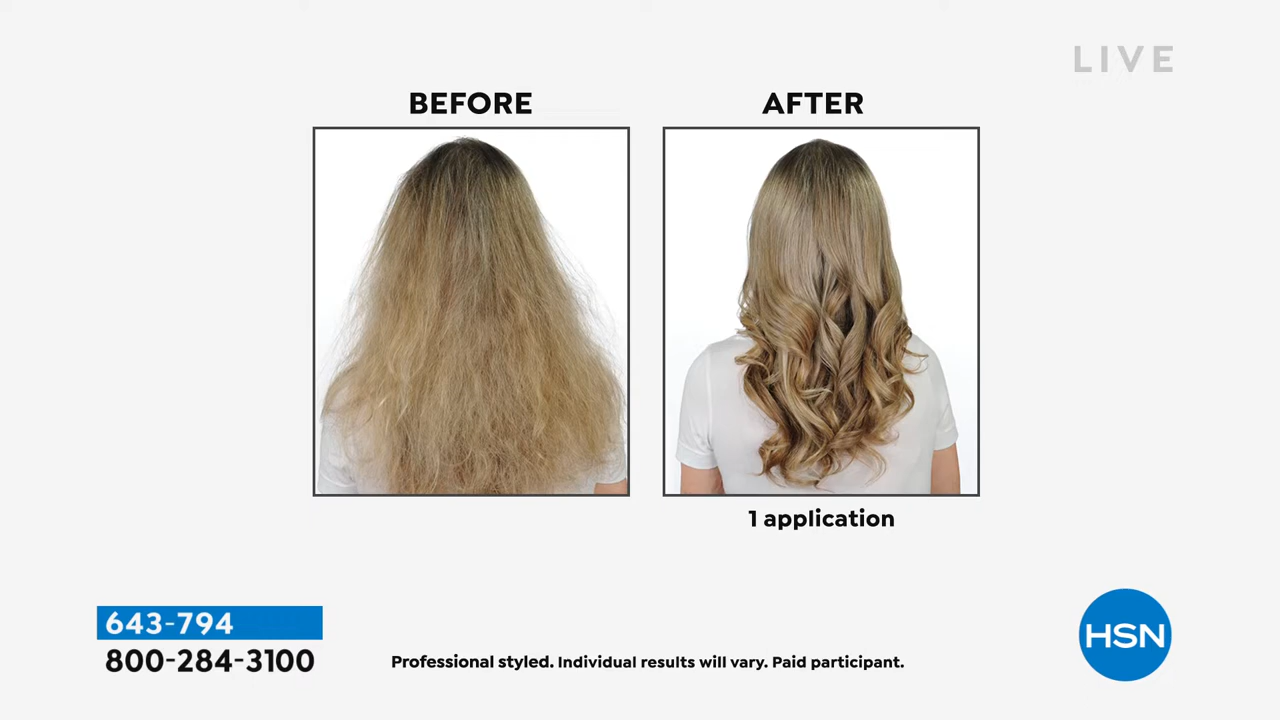 LIVE
BEFORE
AFTER
1 application
643-794
800-284-3100
Professional styled. Individual results will vary. Paid participant.
HSN